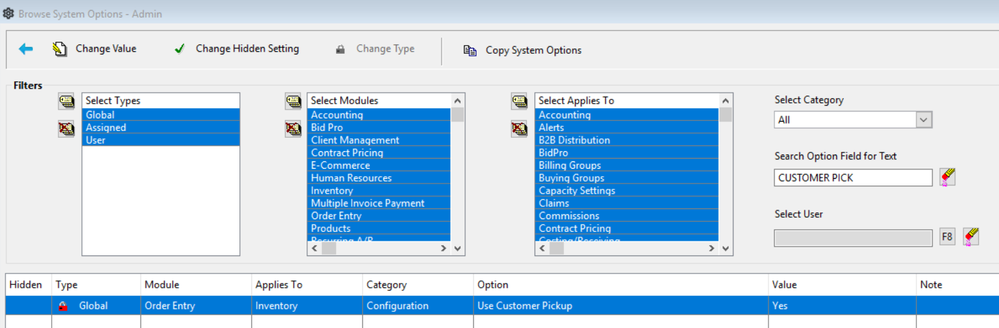 Browse System Options - Admin
Change Value Change Hidden Setting Change Type Copy System Options
Filters
Select Types
Global
Assigned
User
Select Modules
Accounting
Bid Pro
Client Management
Contract Pricing
E-Commerce
Human Resources
Inventory
Multiple Invoice Payment
Order Entry
Products
Recurring A/R
Select Applies To
Accounting
Alerts
B2B Distribution
BidPro
Billing Groups
Buying Groups
Capacity Settings
Claims
Commissions
Contract Pricing
Costing/Receiving
Select Category
All
Search Option Field for Text
CUSTOMER PICK
Select User
F8
Hidden Type Module Applies To Category Option Value Note
Global Order Entry Inventory Configuration Use Customer Pickup Yes